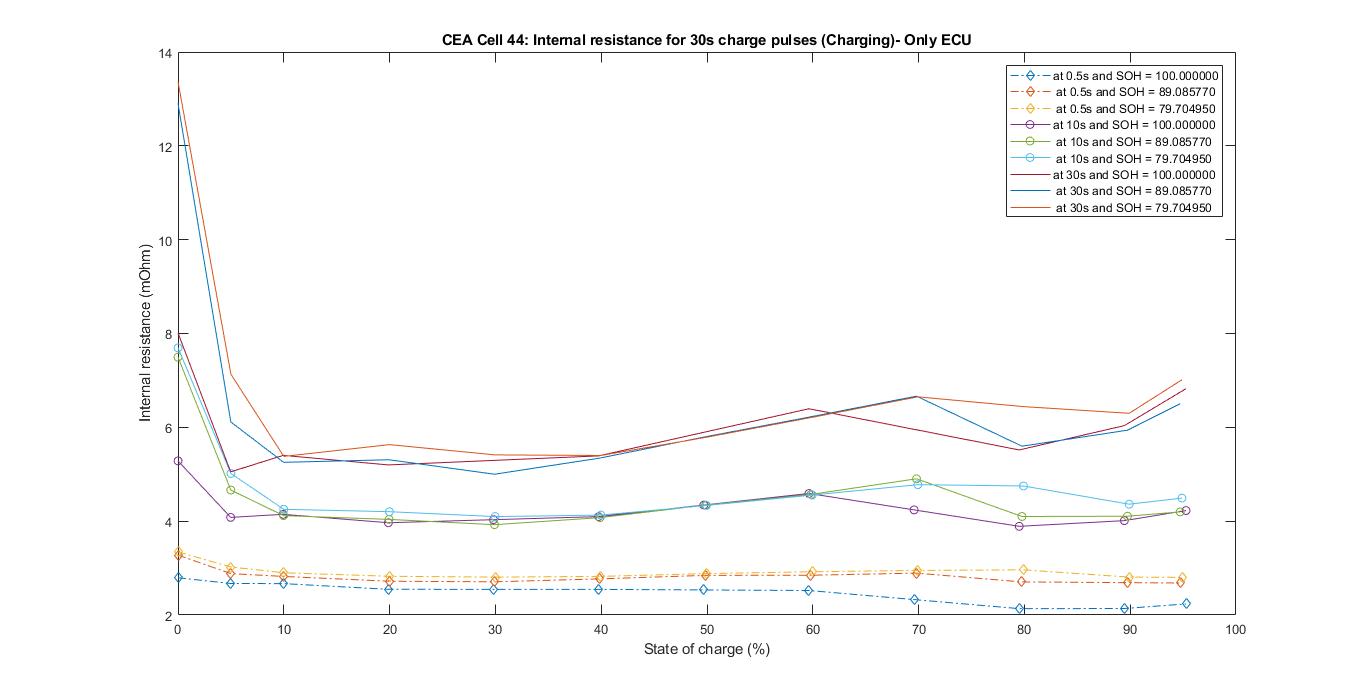 CEA Cell 44: Internal resistance for 30s charge pulses (Charging)- Only ECU
14
12
10
8
6
4
2
Internal resistance (mOhm)
at 0.5s and SOH = 100.000000
at 0.5s and SOH = 89.085770
at 0.5s and SOH = 79.704950
at 10s and SOH = 100.000000
at 10s and SOH = 89.085770
at 10s and SOH = 79.704950
at 30s and SOH = 100.000000
at 30s and SOH = 89.085770
at 30s and SOH = 79.704950
0 10 20 30 40 50 60 70 80 90 100
State of charge (%)